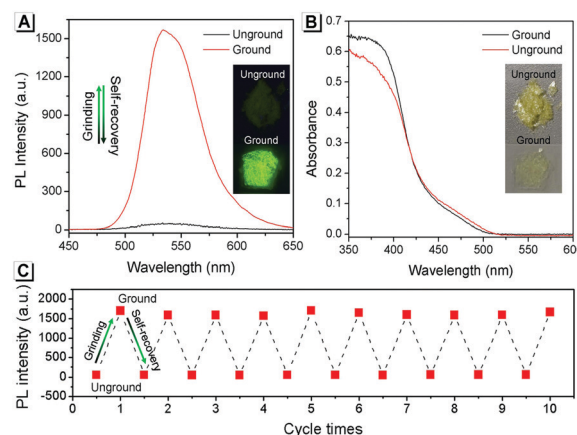 A
Unground
Ground
PL Intensity (a.u.)
1500
1200
900
600
300
0
Grinding
Self-recovery
Unground
Ground
450
500
550
600
650
Wavelength (nm)
B
Ground
Unground
Absorbance
0.7
0.6
0.5
0.4
0.3
0.2
0.1
0.0
Unground
Ground
350
400
450
500
550
600
Wavelength (nm)
C
PL intensity (a.u.)
2000
1500
1000
500
0
-500
Ground
Grinding
Self-recovery
Unground
0 1 2 3 4 5 6 7 8 9 10
Cycle times